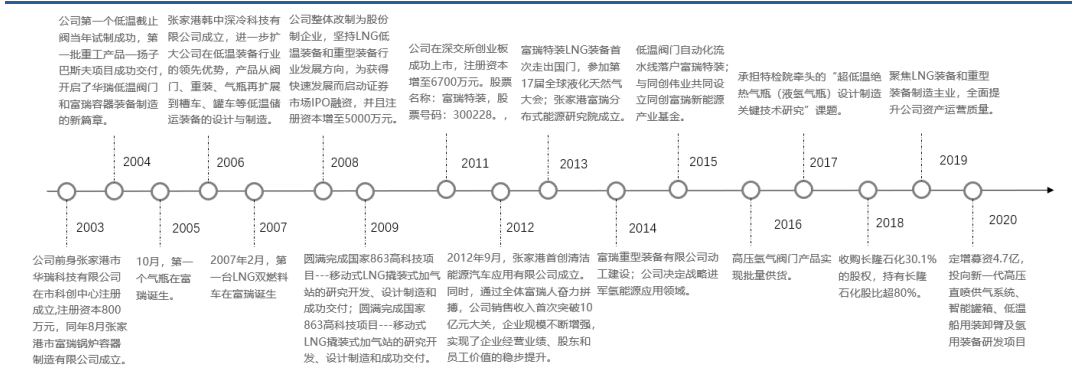 公司第一个低温截止
阀当年试制成功，第
一批重工产品—扬子
巴斯夫项目成功交付，
开启了华瑞低温阀门
和富瑞容器装备制造
的新篇章。
张家港韩中深冷科技有
限公司成立，进一步扩
大公司在低温装备行业
的领先优势，产品从阀
门、重装、气瓶再扩展
到槽车、罐车等低温储
运装备的设计与制造。
公司整体改制为股份
制企业，坚持LNG低
温装备和重型装备行
业发展方向，为获得
快速发展而启动证券
市场IPO融资，并且注
册资本增至5000万元。
公司在深交所创业板
成功上市，注册资本
增至6700万元。股票
名称：富瑞特装，股
票号码：300228。，
富瑞特装LNG装备首
次走出国门，参加第
17届全球液化天然气
大会；张家港富瑞分
布式能源研究院成立。
低温阀门自动化流
水线落户富瑞特装；
与同创伟业共同设
立同创富瑞新能源
产业基金。
承担特检院牵头的“超低温绝
热气瓶（液氢气瓶）设计制造
关键技术研究”课题。
聚焦LNG装备和重型
装备制造主业，全面提
升公司资产运营质量。
2004
2006
2008
2011
2013
2015
2017
2019
2003
2005
2007
2009
2012
2014
2016
2018
2020
公司前身张家港市
华瑞科技有限公司
在市科创中心注册
成立,注册资本800
万元，同年8月张家
港市富瑞锅炉容器
制造有限公司成立。
10月，第一
个气瓶在富
瑞诞生。
2007年2月，第
一台LNG双燃料
车在富瑞诞生
圆满完成国家863高科技项
目---移动式LNG撬装式加气
站的研究开发、设计制造和
成功交付；圆满完成国家
863高科技项目---移动式
LNG撬装式加气站的研究开
发、设计制造和成功交付。
2012年9月，张家港首创清洁
能源汽车应用有限公司成立。
同时，通过全体富瑞人奋力拼
搏，公司销售收入首次突破10
亿元大关，企业规模不断增强，
实现了企业经营业绩、股东和
员工价值的稳步提升。
富瑞重型装备有限公司动
工建设；公司决定战略进
军氢能源应用领域。
高压氢气阀门产品实
现批量供货。
收购长隆石化30.1%
的股权，持有长隆
石化股比超80%。
定增募资4.7亿，
投向新一代高压
直喷供气系统、
智能罐箱、低温
船用装卸臂及氢
用装备研发项目